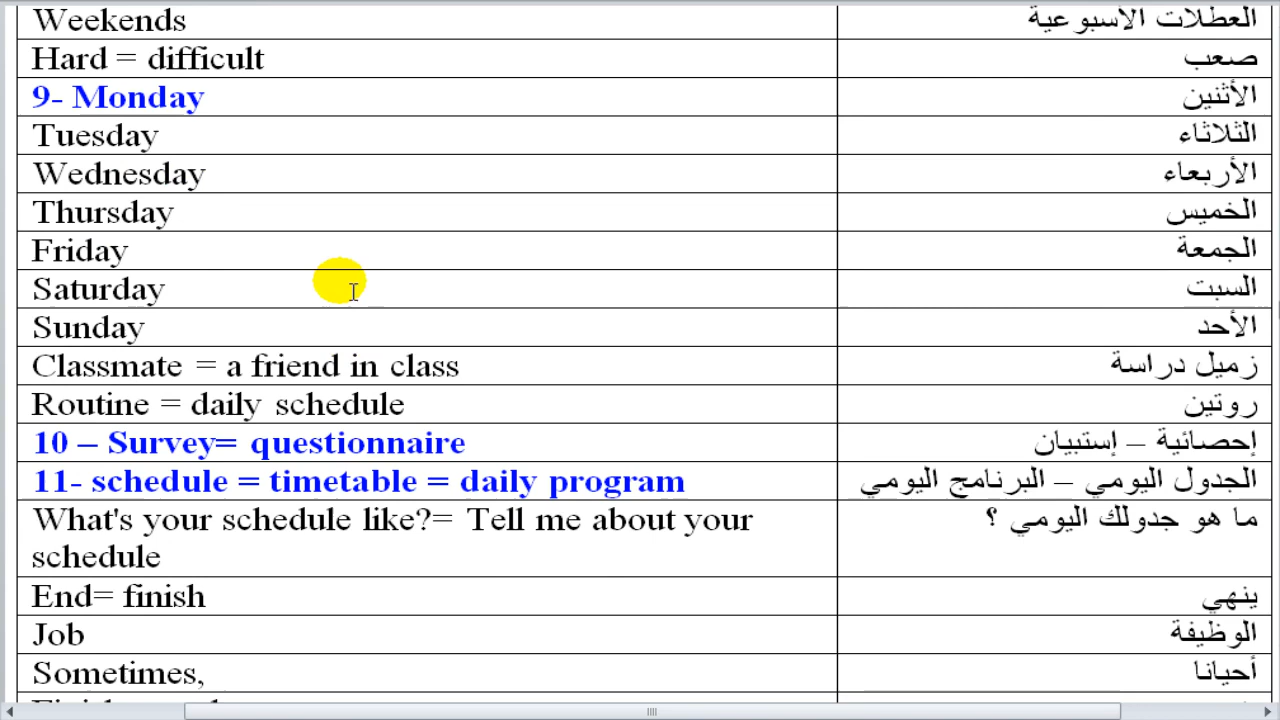 Weekends العطلات الأسبوعية
Hard = difficult صعب
9- Monday الأثنين
Tuesday الثلاثاء
Wednesday الأربعاء
Thursday الخميس
Friday الجمعة
Saturday السبت
Sunday الأحد
Classmate = a friend in class زميل دراسة
Routine = daily schedule روتين
10 – Survey= questionnaire إحصائية – إستبيان
11- schedule = timetable = daily program الجدول اليومي – البرنامج اليومي
What's your schedule like?= Tell me about your ما هو جدولك اليومي ؟
schedule
End= finish ينهي
Job الوظيفة
Sometimes, أحيانا